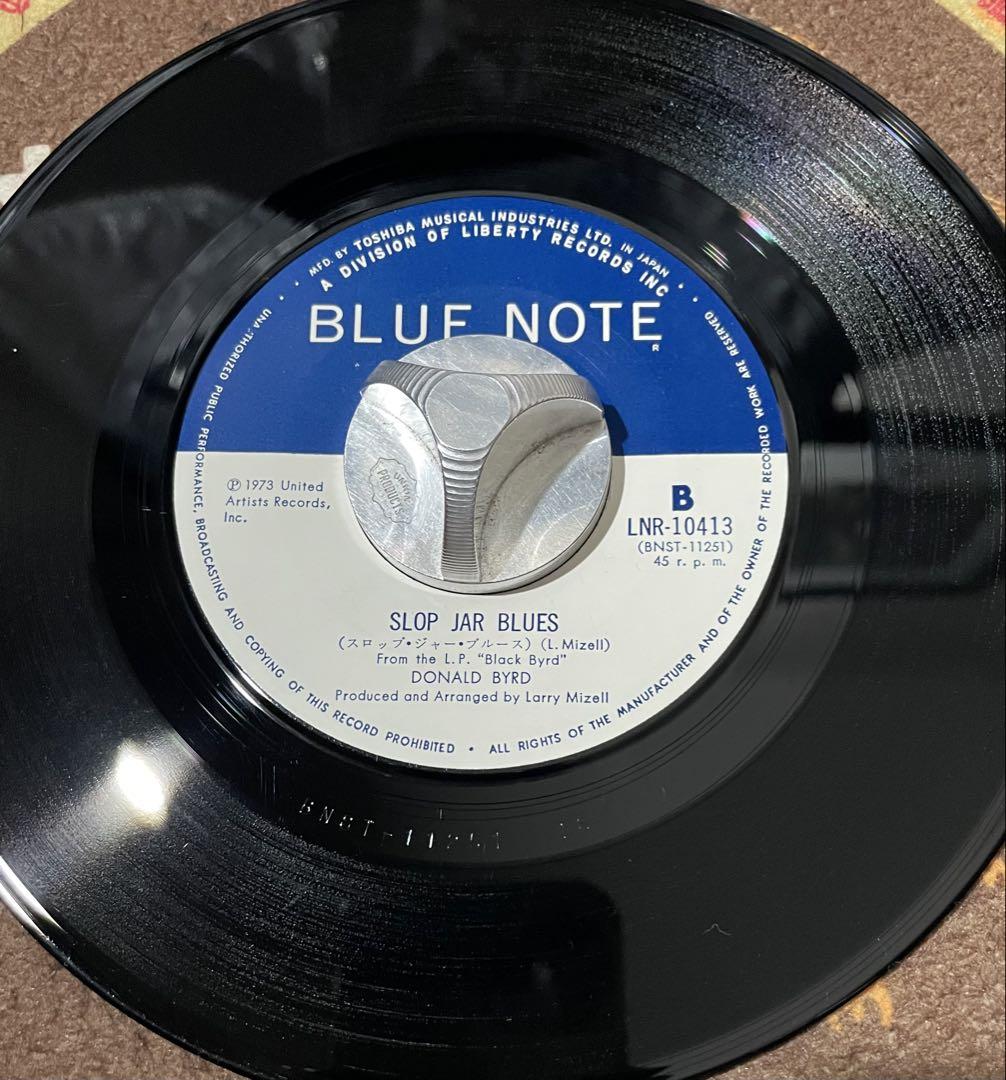 MFD. BY TOSHIBA MUSICAL INDUSTRIES LTD. IN JAPAN
A DIVISION OF LIBERTY RECORDS INC
BLUE NOTE
R
℗ 1973 United
Artists Records,
Inc.
B
LNR-10413
(BNST-11251)
45 r. p. m.
PRODUCTS
SLOP JAR BLUES
(スロップ・ジャー・ブルース) (L. Mizell)
From the L.P. “Black Byrd”
DONALD BYRD
Produced and Arranged by Larry Mizell
UNAUTHORIZED PUBLIC PERFORMANCE, BROADCASTING AND COPYING OF THIS RECORD PROHIBITED • ALL RIGHTS OF THE MANUFACTURER AND OF THE OWNER OF THE RECORDED WORK ARE RESERVED
BNST-11251